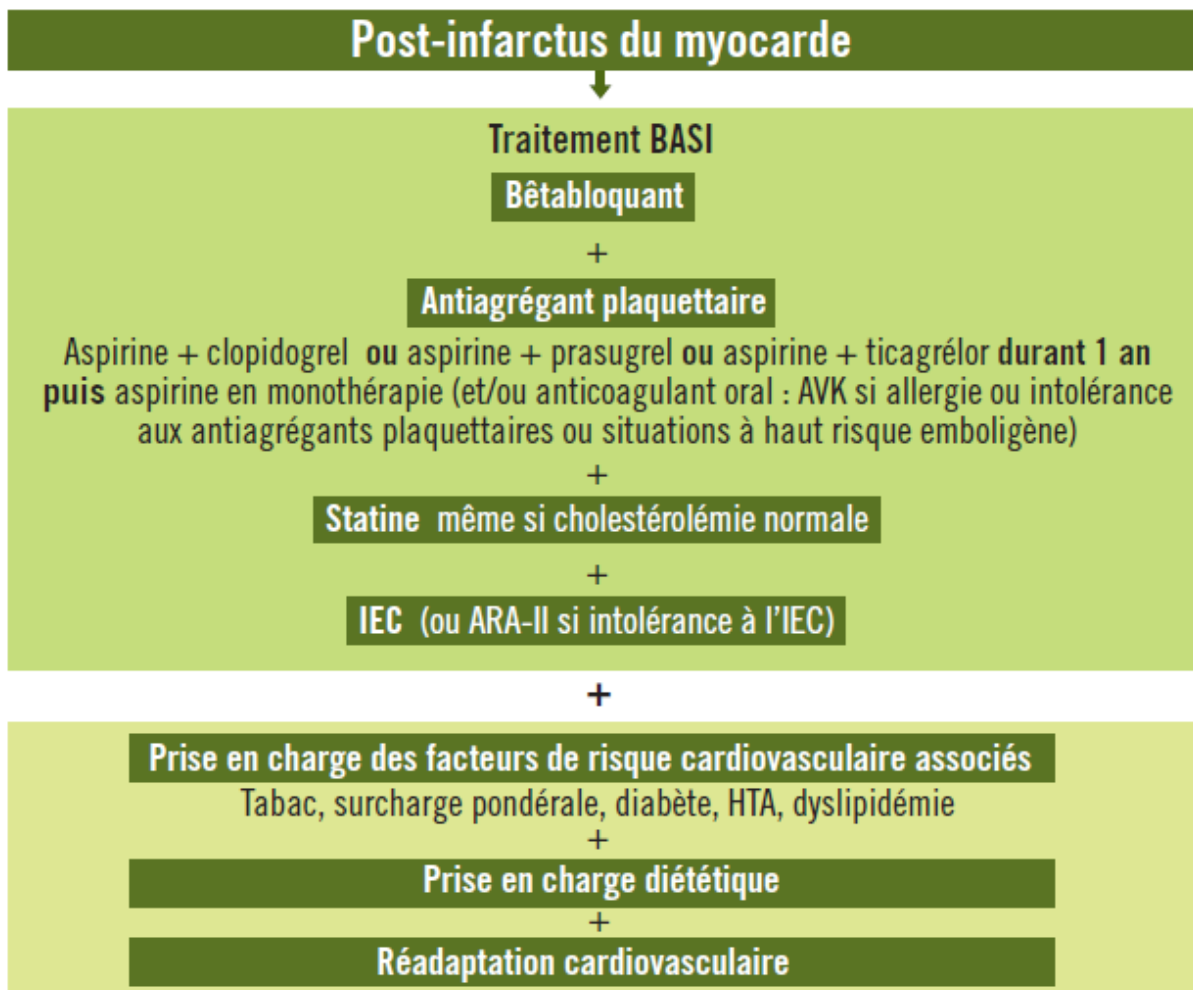 Post-infarctus du myocarde
Traitement BASI
Bêtabloquant
+
Antiagrégant plaquettaire
Aspirine + clopidogrel ou aspirine + prasugrel ou aspirine + ticagrélor durant 1 an
puis aspirine en monothérapie (et/ou anticoagulant oral : AVK si allergie ou intolérance
aux antiagrégants plaquettaires ou situations à haut risque emboligène)
+
Statine même si cholestérolémie normale
+
IEC (ou ARA-II si intolérance à l’IEC)
+
Prise en charge des facteurs de risque cardiovasculaire associés
Tabac, surcharge pondérale, diabète, HTA, dyslipidémie
+
Prise en charge diététique
+
Réadaptation cardiovasculaire